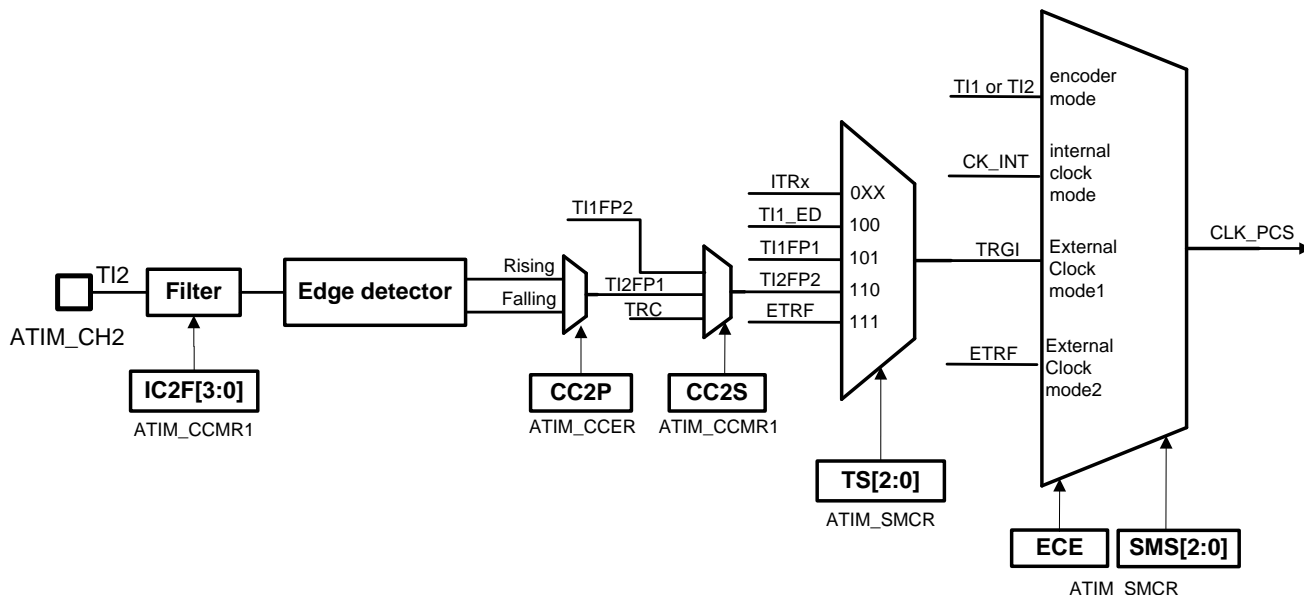 TI2
ATIM_CH2
Filter
IC2F[3:0]
ATIM_CCMR1
Edge detector
Rising
Falling
CC2P
ATIM_CCER
TI1FP2
TI2FP1
TRC
CC2S
ATIM_CCMR1
ITRx
TI1_ED
TI1FP1
TI2FP2
ETRF
0XX
100
101
110
111
TS[2:0]
ATIM_SMCR
TRGI
TI1 or TI2
CK_INT
ETRF
encoder
mode
internal
clock
mode
External
Clock
mode1
External
Clock
mode2
CLK_PCS
ECE
SMS[2:0]
ATIM_SMCR